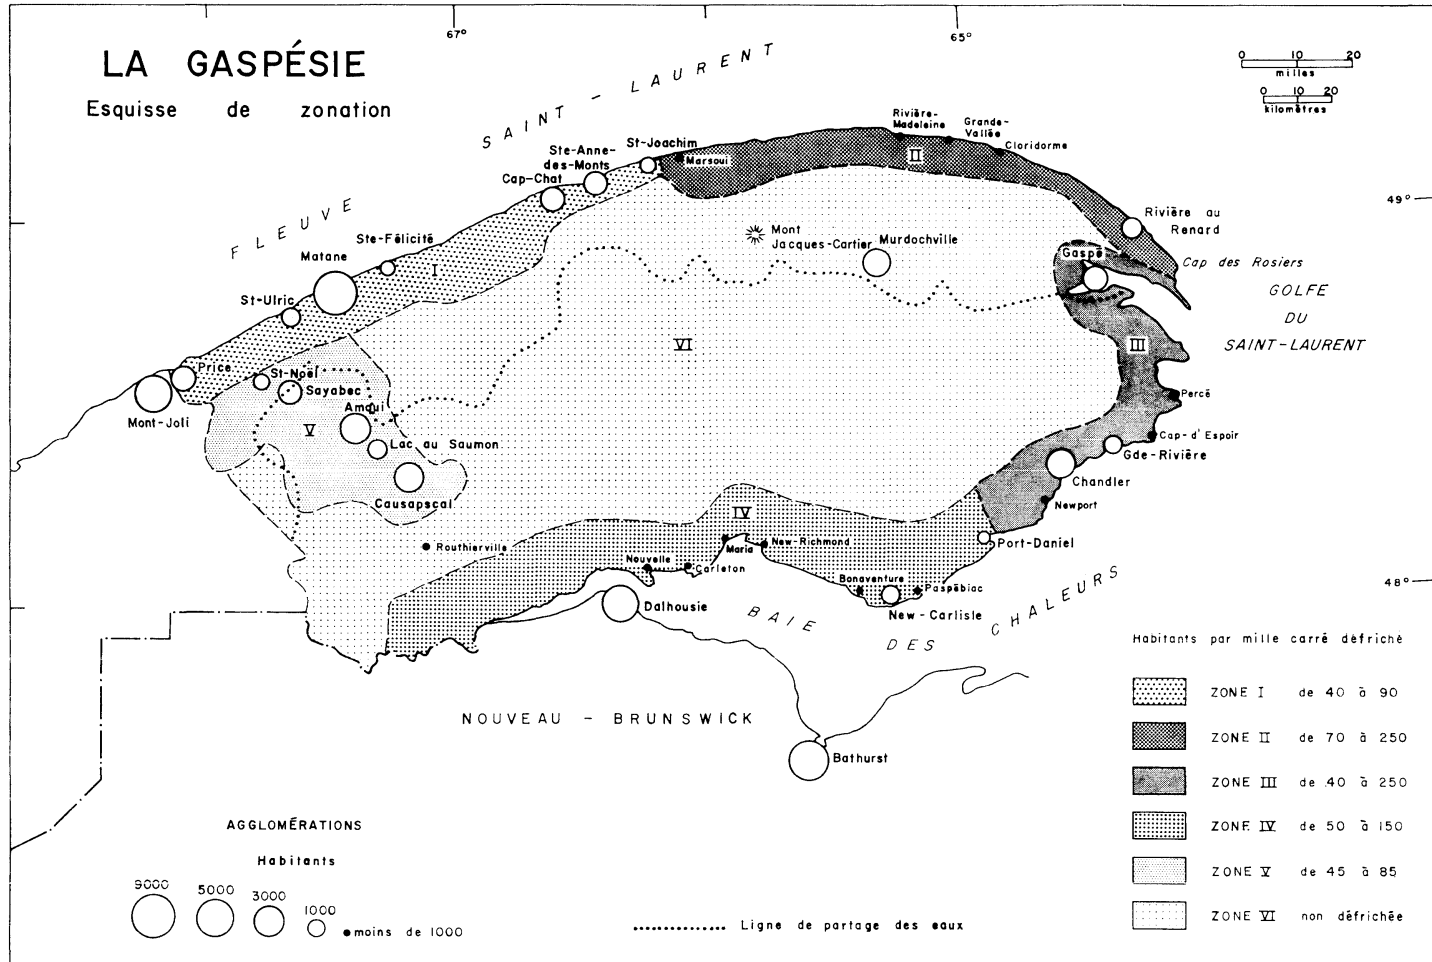 LA GASPÉSIE
Esquisse de zonation
67°
65°
0 10 20
milles
0 10 20
kilomètres
FLEUVE SAINT-LAURENT
49°
48°
St-Joachim
Ste-Anne-
des-Monts
Cap-Chat
Marsoui
Rivière-
Madeleine
Grande-
Vallée
Cloridorme
II
Ste-Félicité
Matane
I
St-Ulric
Mont
Jacques-Cartier
Murdochville
Rivière au
Renard
Gaspé
Cap des Rosiers
GOLFE
DU
SAINT-LAURENT
VI
III
Price
St-Noël
Sayabec
Mont-Joli
Amqui
V
Lac au Saumon
Causapscal
Percé
Cap-d'Espoir
Gde-Rivière
Chandler
Newport
Port-Daniel
IV
Routhierville
Maria
New-Richmond
Nouvelle
Carleton
Bonaventure
Paspébiac
New-Carlisle
Dalhousie
BAIE DES CHALEURS
NOUVEAU-BRUNSWICK
Bathurst
Habitants par mille carré défriché
ZONE I de 40 à 90
ZONE II de 70 à 250
ZONE III de 40 à 250
ZONE IV de 50 à 150
ZONE V de 45 à 85
ZONE VI non défrichée
AGGLOMÉRATIONS
Habitants
9000 5000 3000 1000
moins de 1000
Ligne de partage des eaux